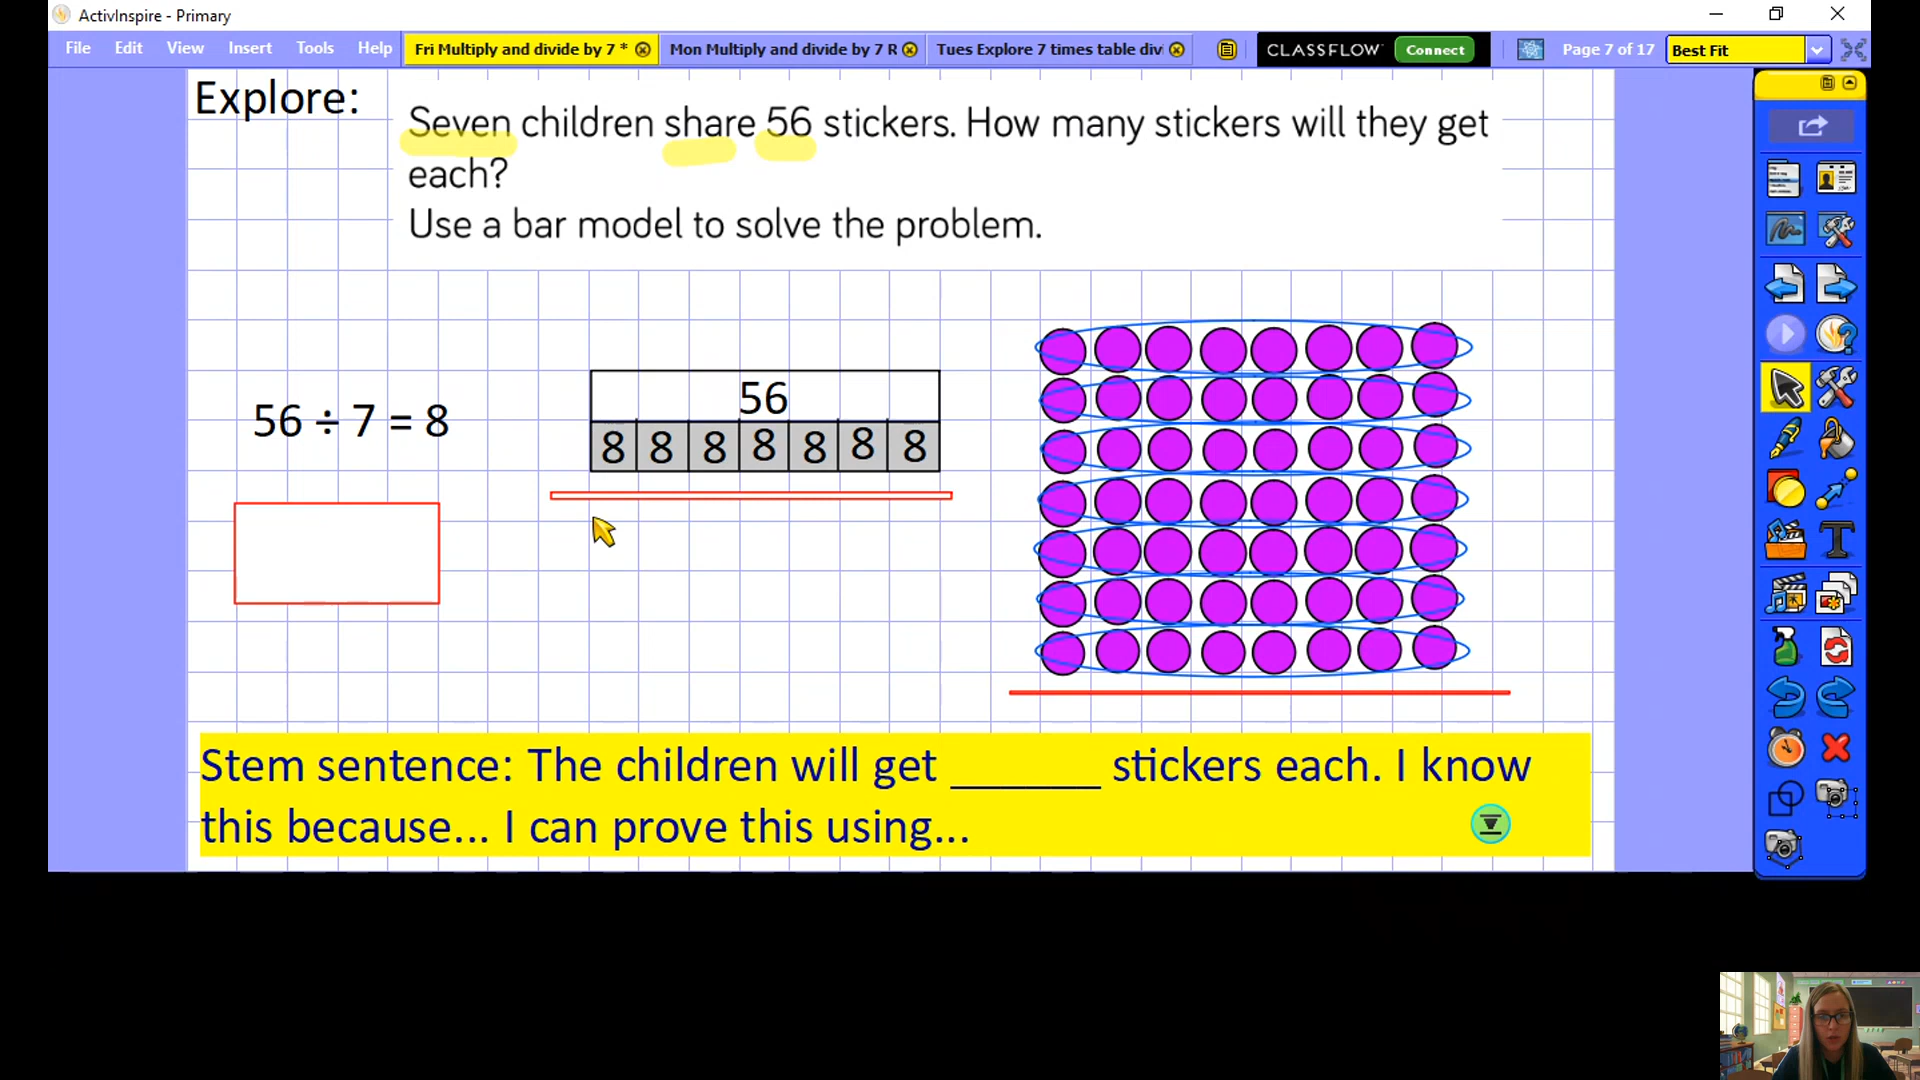 ActivInspire - Primary
File Edit View Insert Tools Help Fri Multiply and divide by 7 * Mon Multiply and divide by 7 R Tues Explore 7 times table divi CLASSFLOW Connect Page 7 of 17 Best Fit
Explore:
Seven children share 56 stickers. How many stickers will they get
each?
Use a bar model to solve the problem.
56 ÷ 7 = 8
56
8 8 8 8 8 8 8
Stem sentence: The children will get ______ stickers each. I know
this because... I can prove this using...